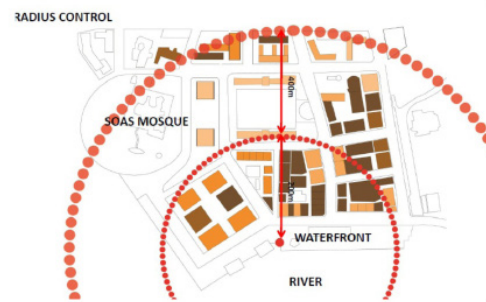 RADIUS CONTROL
400m
SOAS MOSQUE
WATERFRONT
RIVER